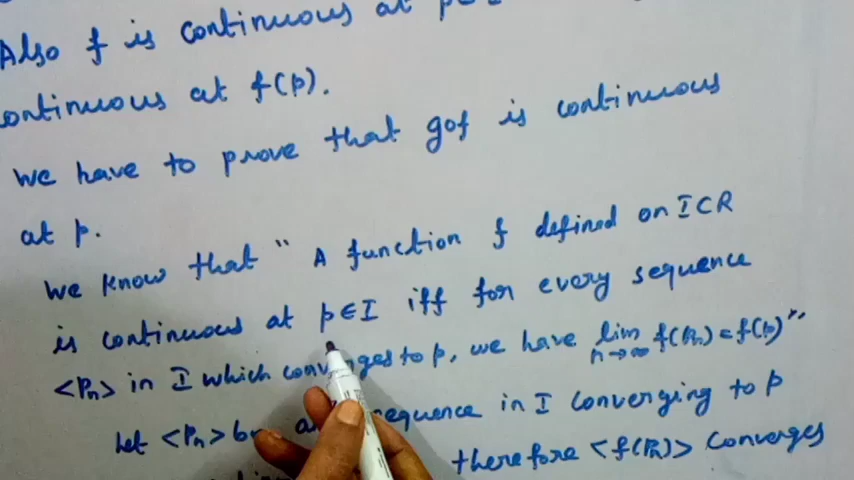 Also f is continuous at p
continuous at f(p).
We have to prove that gof is continuous
at p.
We know that " A function f defined on I⊂R
is continuous at p∈I iff for every sequence
<Pn> in I which converges to p, we have lim n→∞ f(Pn) = f(p)"
Let <Pn> be sequence in I converging to p
therefore <f(Pn)> converges